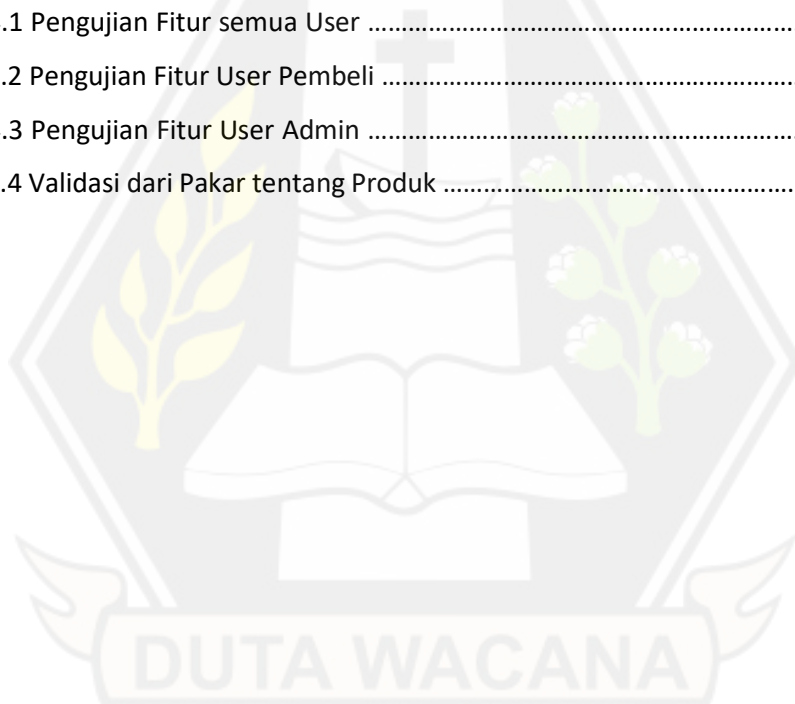 .1 Pengujian Fitur semua User ........................................................................
.2 Pengujian Fitur User Pembeli ......................................................................
.3 Pengujian Fitur User Admin ........................................................................
.4 Validasi dari Pakar tentang Produk .............................................................
DUTA WACANA